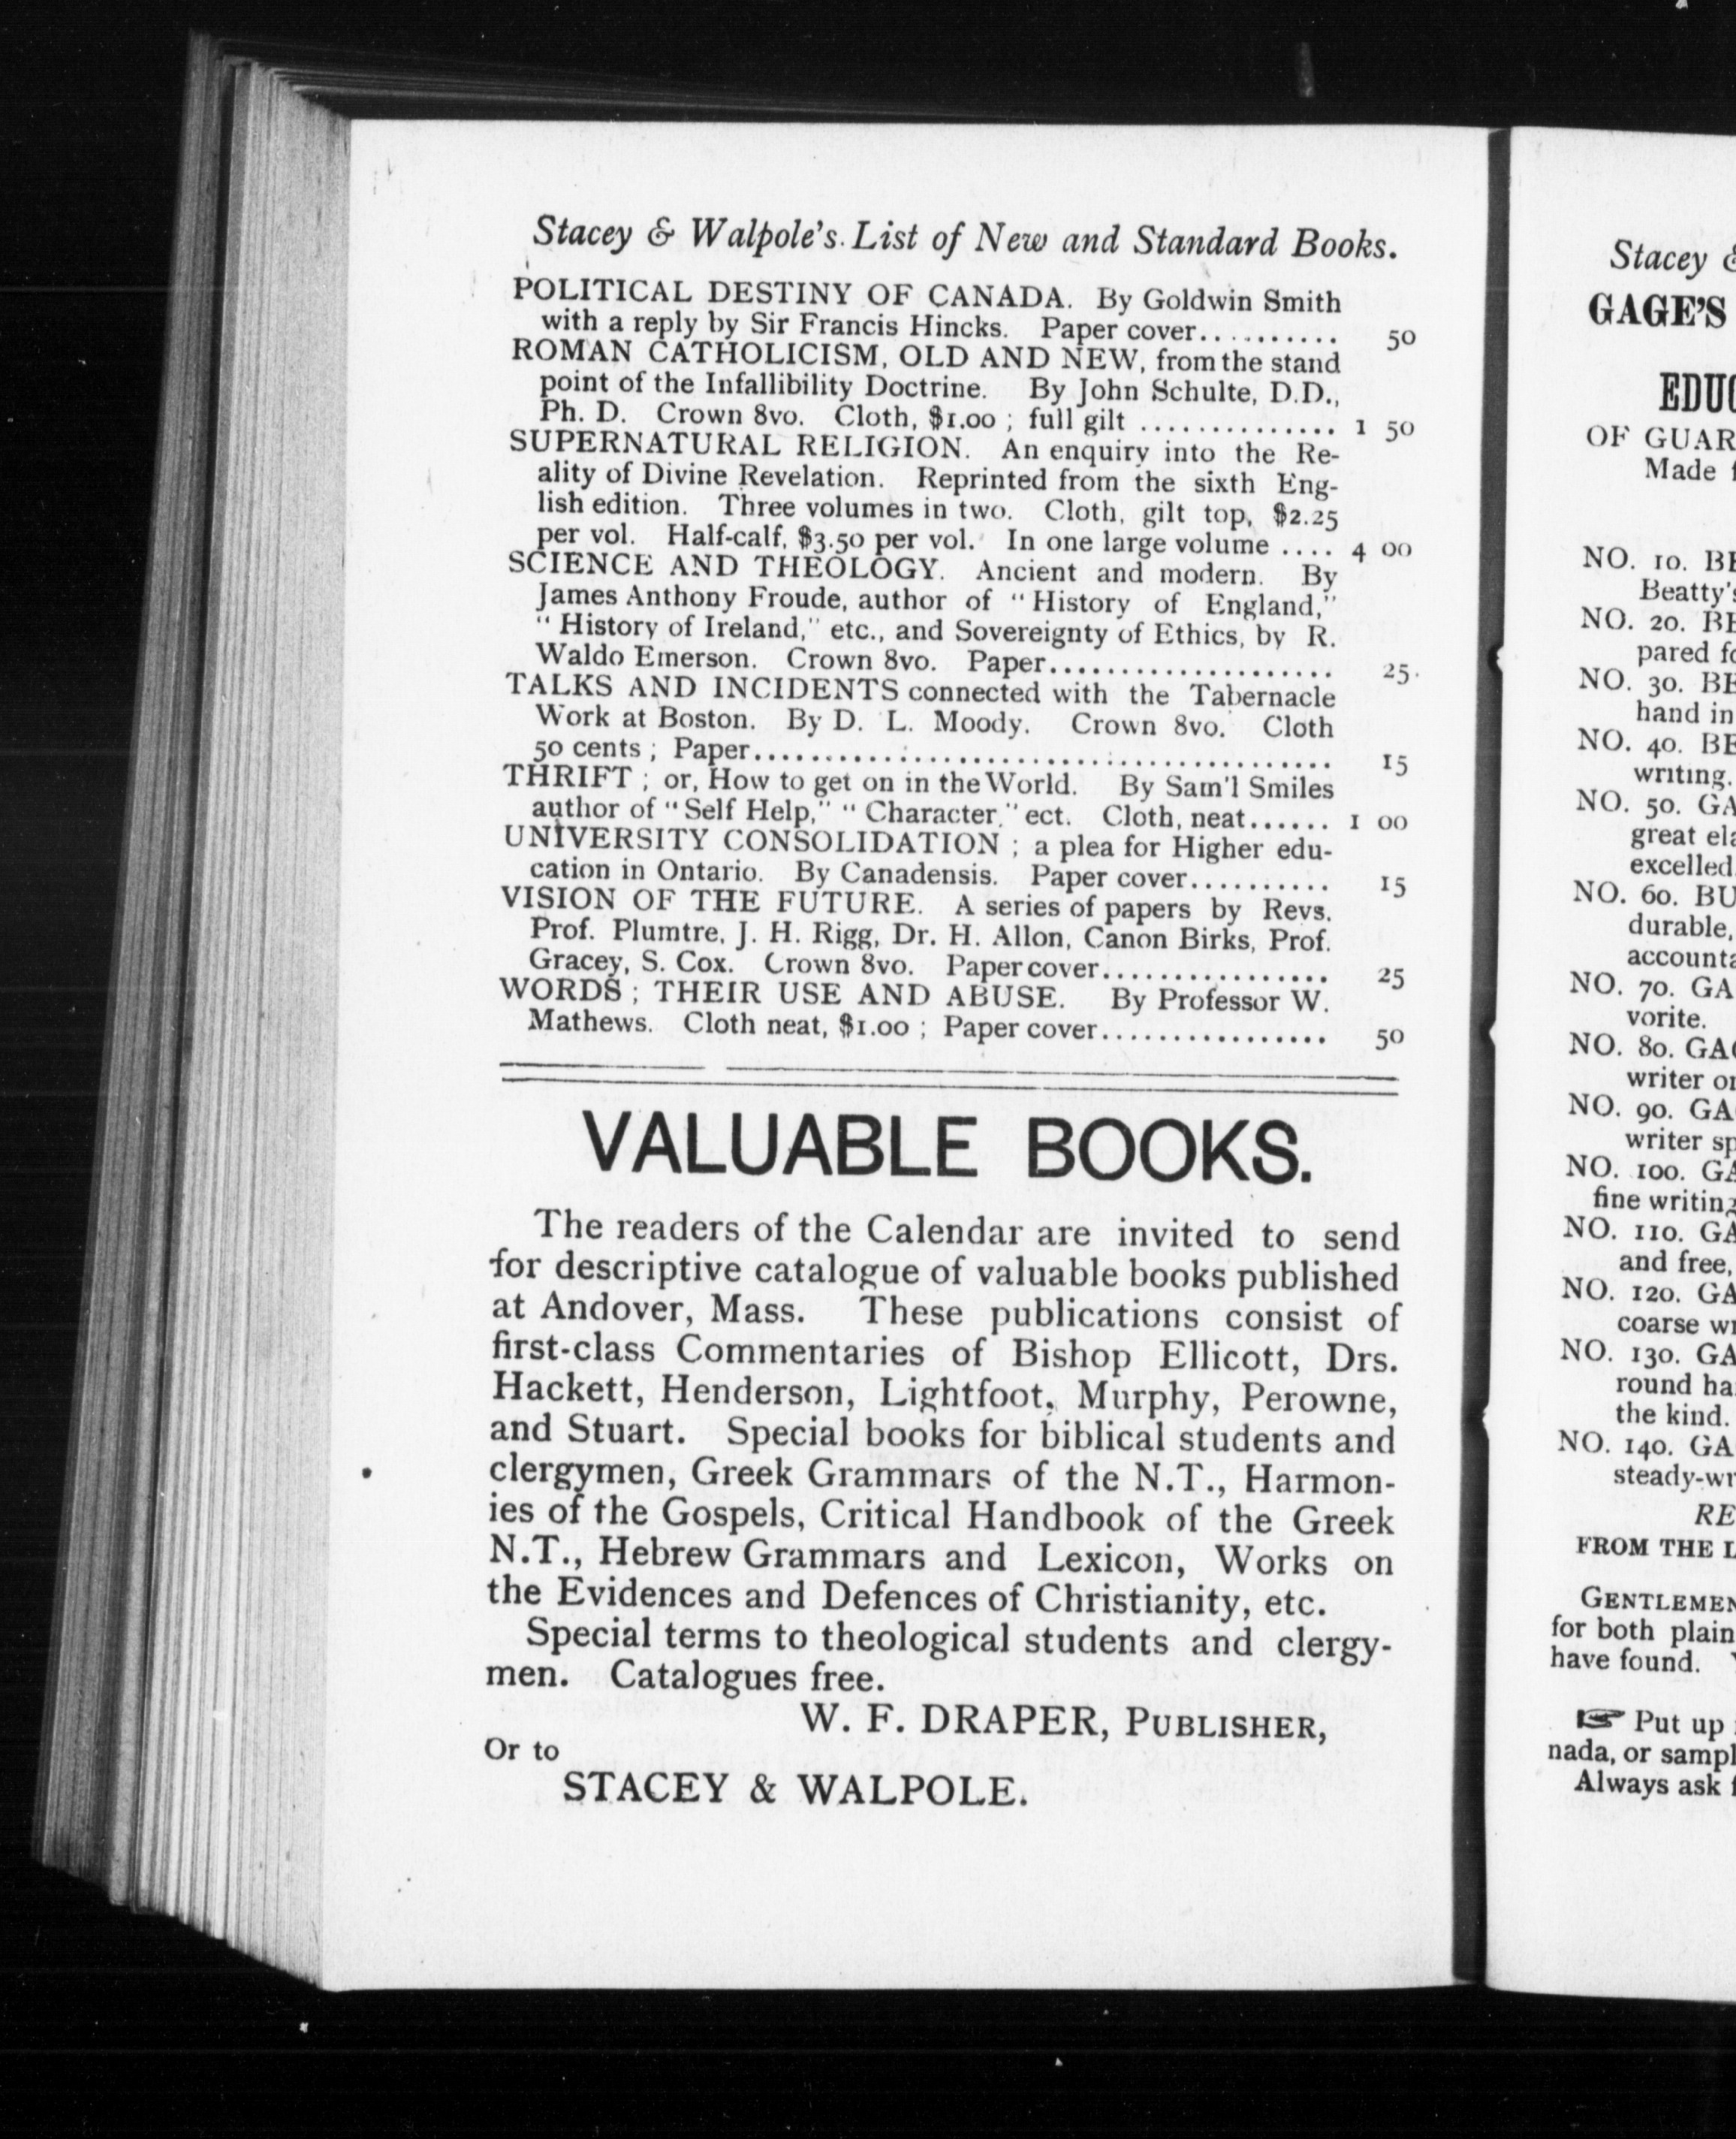 Stacey & Walpole's List of New and Standard Books.
POLITICAL DESTINY OF CANADA. By Goldwin Smith
with a reply by Sir Francis Hincks. Paper cover.......... 50
ROMAN CATHOLICISM, OLD AND NEW, from the stand
point of the Infallibility Doctrine. By John Schulte, D.D.,
Ph. D. Crown 8vo. Cloth, $1.00 ; full gilt .............. 1 50
SUPERNATURAL RELIGION. An enquiry into the Re-
ality of Divine Revelation. Reprinted from the sixth Eng-
lish edition. Three volumes in two. Cloth, gilt top, $2.25
per vol. Half-calf, $3.50 per vol. In one large volume .... 4 00
SCIENCE AND THEOLOGY. Ancient and modern. By
James Anthony Froude, author of "History of England,"
"History of Ireland," etc., and Sovereignty of Ethics, by R.
Waldo Emerson. Crown 8vo. Paper.................... 25
TALKS AND INCIDENTS connected with the Tabernacle
Work at Boston. By D. L. Moody. Crown 8vo. Cloth
50 cents ; Paper........................................ 15
THRIFT ; or, How to get on in the World. By Sam'l Smiles
author of "Self Help," "Character," ect. Cloth, neat...... 1 00
UNIVERSITY CONSOLIDATION ; a plea for Higher edu-
cation in Ontario. By Canadensis. Paper cover.......... 15
VISION OF THE FUTURE. A series of papers by Revs.
Prof. Plumtre, J. H. Rigg, Dr. H. Allon, Canon Birks, Prof.
Gracey, S. Cox. Crown 8vo. Paper cover................ 25
WORDS ; THEIR USE AND ABUSE. By Professor W.
Mathews. Cloth neat, $1.00 ; Paper cover................ 50
VALUABLE BOOKS.
The readers of the Calendar are invited to send
for descriptive catalogue of valuable books published
at Andover, Mass. These publications consist of
first-class Commentaries of Bishop Ellicott, Drs.
Hackett, Henderson, Lightfoot, Murphy, Perowne,
and Stuart. Special books for biblical students and
clergymen, Greek Grammars of the N.T., Harmon-
ies of the Gospels, Critical Handbook of the Greek
N.T., Hebrew Grammars and Lexicon, Works on
the Evidences and Defences of Christianity, etc.
Special terms to theological students and clergy-
men. Catalogues free.
W. F. DRAPER, PUBLISHER,
Or to
STACEY & WALPOLE.
Stacey
GAGE'S
OF
Made
NO. 10.
Beatty's
NO. 20.
pared
NO. 30.
hand in
NO. 40.
writing.
NO. 50.
great
excelled
NO. 60.
durable,
NO. 70.
vorite.
NO. 80.
writer
NO. 90.
writer
NO. 100.
fine
NO. 110.
and free,
NO. 120.
coarse
NO. 130.
round
the kind.
NO. 140.
FROM THE
GENTLEMEN
for both plain
have found.
☞ Put up
nada, or
Always ask